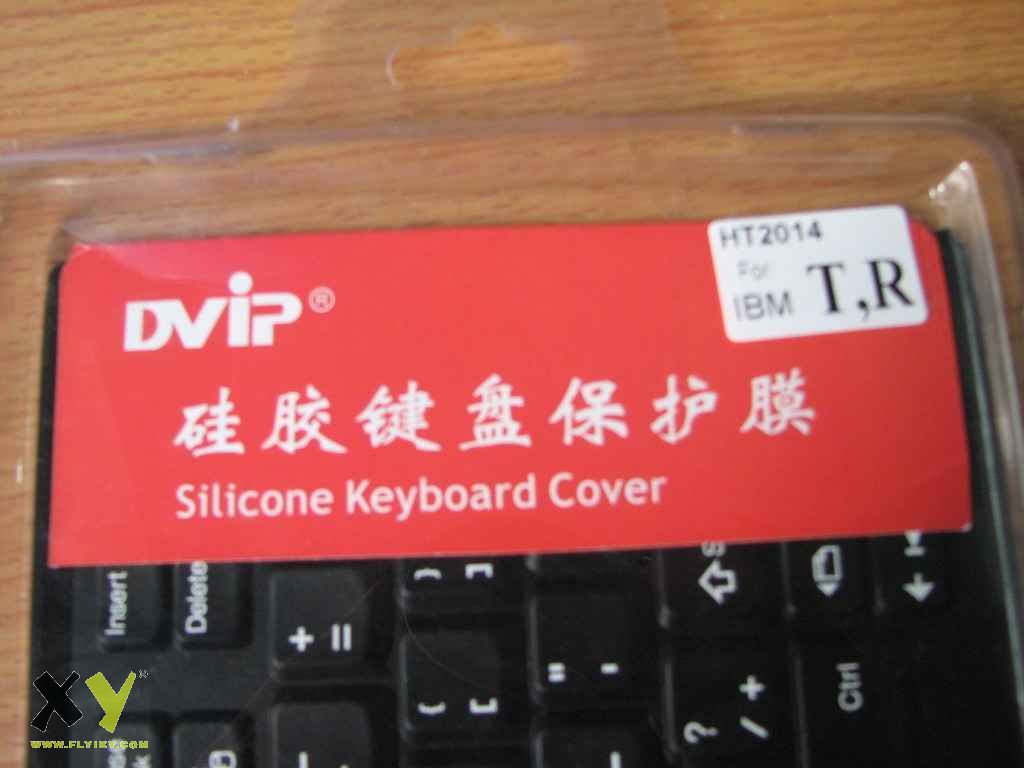 HT2014
For
IBM T,R
DVIP®
硅胶键盘保护膜
Silicone Keyboard Cover
Insert
Delete
+ =
} ]
{ [
" '
? /
+
Ctrl
XY®
WWW.FLYIKY.COM